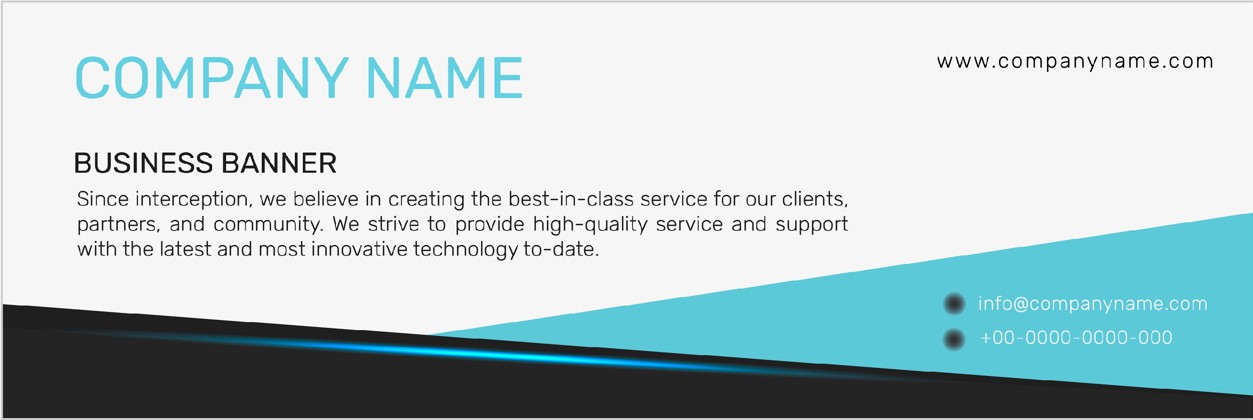 COMPANY NAME
www.companyname.com
BUSINESS BANNER
Since interception, we believe in creating the best-in-class service for our clients,
partners, and community. We strive to provide high-quality service and support
with the latest and most innovative technology to-date.
info@companyname.com
+00-0000-0000-000